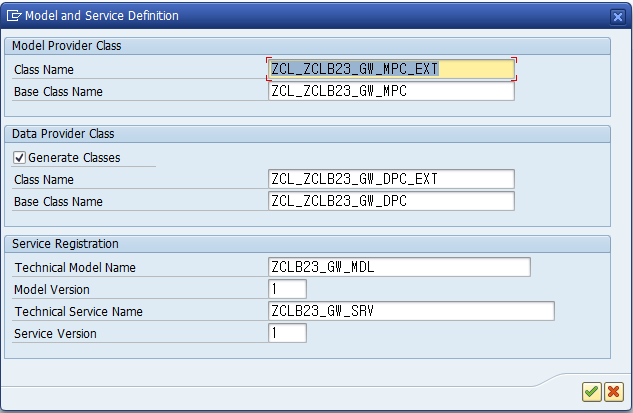 Model and Service Definition
Model Provider Class
Class Name ZCL_ZCLB23_GW_MPC_EXT
Base Class Name ZCL_ZCLB23_GW_MPC
Data Provider Class
Generate Classes
Class Name ZCL_ZCLB23_GW_DPC_EXT
Base Class Name ZCL_ZCLB23_GW_DPC
Service Registration
Technical Model Name ZCLB23_GW_MDL
Model Version 1
Technical Service Name ZCLB23_GW_SRV
Service Version 1